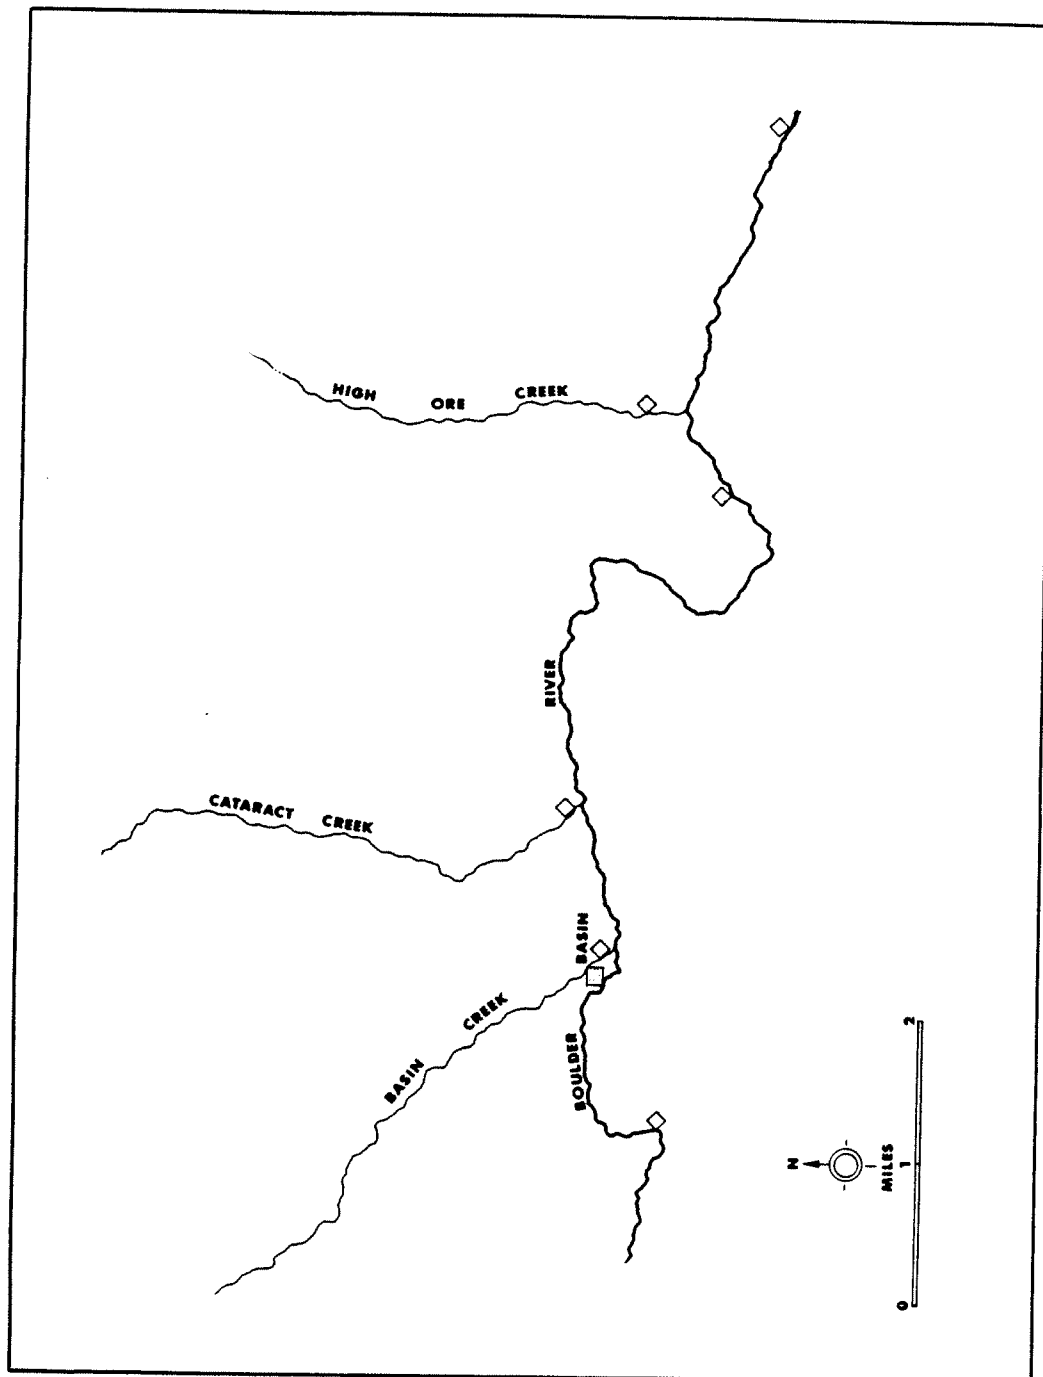 HIGH ORE CREEK
CATARACT CREEK
BASIN CREEK
BOULDER RIVER
BASIN
N
0 1 2
MILES